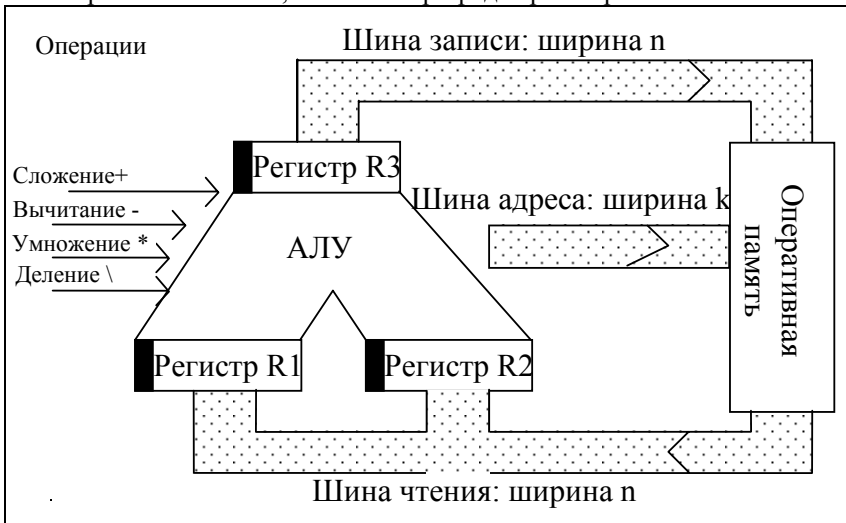 Операции
Шина записи: ширина n
Регистр R3
Сложение+
Вычитание -
Умножение *
Деление \
Шина адреса: ширина k
АЛУ
Оперативная
память
Регистр R1
Регистр R2
Шина чтения: ширина n